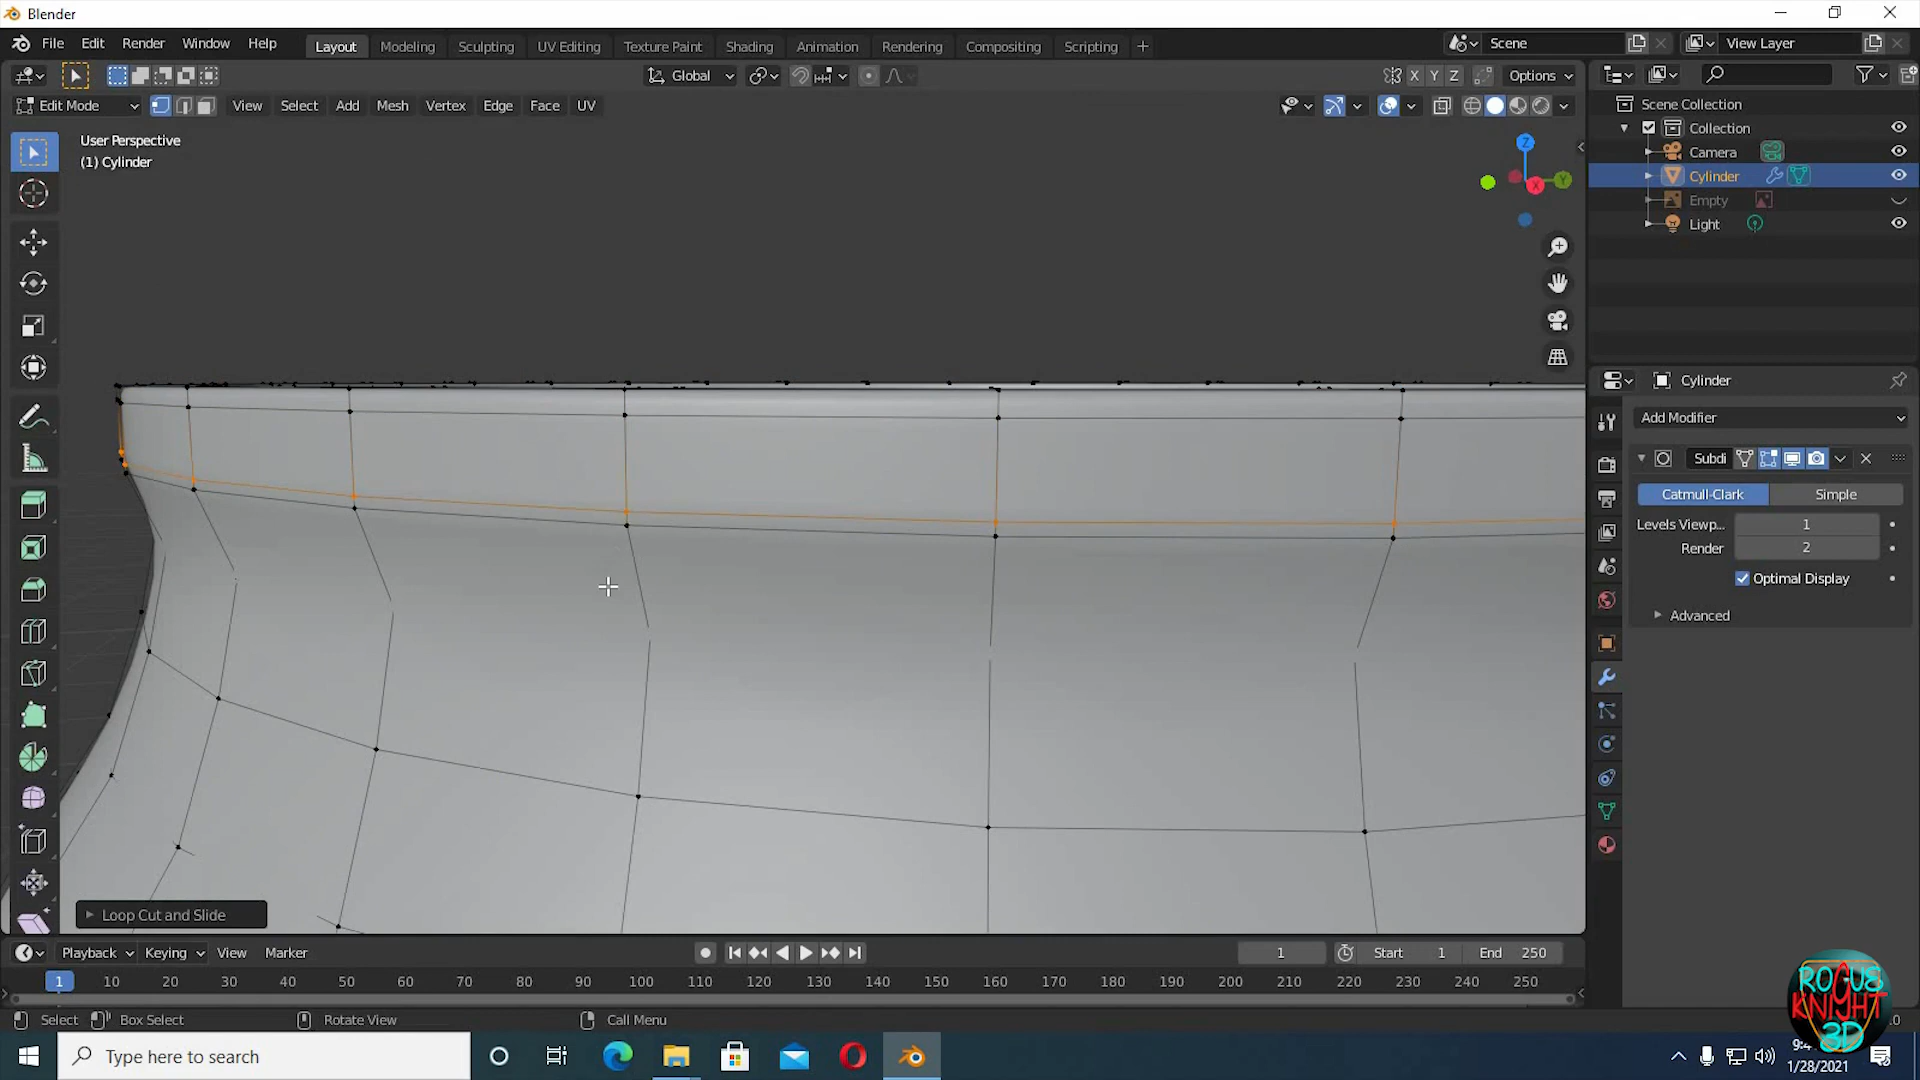 Blender
File Edit Render Window Help Layout Modeling Sculpting UV Editing Texture Paint Shading Animation Rendering Compositing Scripting + Scene View Layer
Global X Y Z Options
Edit Mode View Select Add Mesh Vertex Edge Face UV
User Perspective
(1) Cylinder
Z
Y
X
Scene Collection
Collection
Camera
Cylinder
Empty
Light
Cylinder
Add Modifier
Subdi
Catmull-Clark Simple
Levels Viewp... 1
Render 2
Optimal Display
Advanced
Loop Cut and Slide
Playback Keying View Marker 1 Start 1 End 250
1 10 20 30 40 50 60 70 80 90 100 110 120 130 140 150 160 170 180 190 200 210 220 230 240 250
Select Box Select Rotate View Call Menu
ROGUE
KNIGHT
3D
Type here to search
1/28/2021